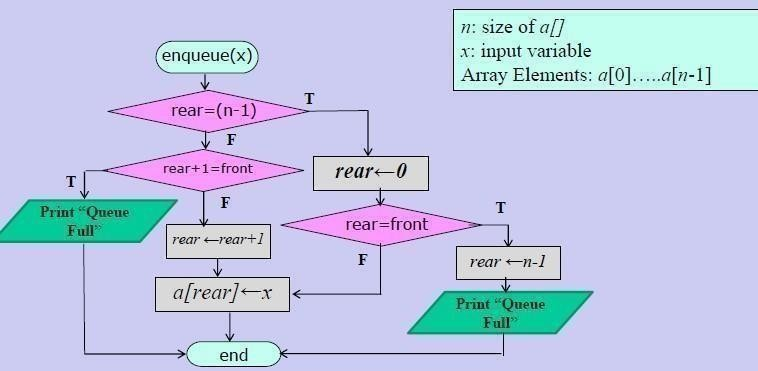 enqueue(x)
n: size of a[]
x: input variable
Array Elements: a[0].....a[n-1]
rear=(n-1)
T
F
rear+1=front
rear←0
T
F
rear=front
T
Print “Queue
Full”
rear ←rear+1
F
rear ←n-1
a[rear]←x
Print “Queue
Full”
end